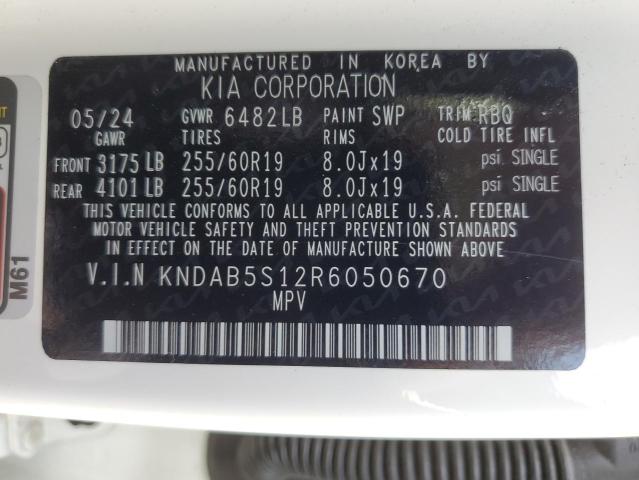 MANUFACTURED IN KOREA BY
KIA CORPORATION
05/24 GVWR 6482LB PAINT SWP TRIM RBQ
GAWR TIRES RIMS COLD TIRE INFL
FRONT 3175 LB 255/60R19 8.0Jx19 psi. SINGLE
REAR 4101 LB 255/60R19 8.0Jx19 psi. SINGLE
THIS VEHICLE CONFORMS TO ALL APPLICABLE U.S.A. FEDERAL
MOTOR VEHICLE SAFETY AND THEFT PREVENTION STANDARDS
IN EFFECT ON THE DATE OF MANUFACTURE SHOWN ABOVE.
V.I.N KNDAB5S12R6050670
MPV
M61